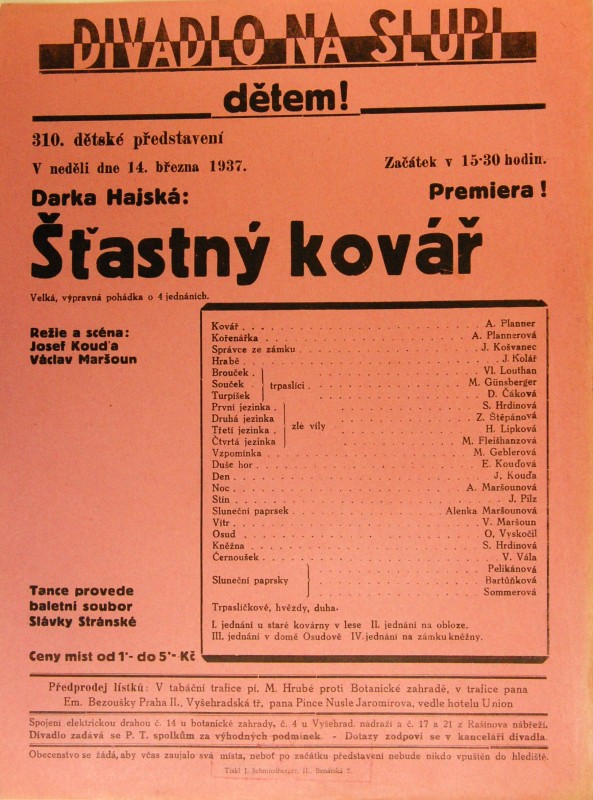 DIVADLO NA SLUPI
dětem!
310. dětské představení
V neděli dne 14. března 1937.
Začátek v 15·30 hodin.
Darka Hajská:
Premiera!
Šťastný kovář
Velká, výpravná pohádka o 4 jednáních.
Režie a scéna:
Josef Kouďa
Václav Maršoun
Kovář . . . A. Planner
Kořenářka . . . A. Plannerová
Správce ze zámku . . . J. Košvanec
Hrabě . . . J. Kolář
Brouček . . . Vl. Louthan
Souček . trpaslíci . . . M. Günsberger
Turpíšek . . . D. Čáková
První jezinka . . . S. Hrdinová
Druhá jezinka . . . Z. Štěpánová
Třetí jezinka . zlé víly . . . H. Lipková
Čtvrtá jezinka . . . M. Fleišhanzová
Vzpomínka . . . M. Geblerová
Duše hor . . . E. Kouďová
Den . . . J. Kouďa
Noc . . . A. Maršounová
Stín . . . J. Pilz
Sluneční paprsek . . . Alenka Maršounová
Vítr . . . V. Maršoun
Osud . . . O. Vyskočil
Kněžna . . . S. Hrdinová
Černoušek . . . V. Vála
Pelikánová
Sluneční paprsky . . . Bartůňková
Sommerová
Trpaslíčkové, hvězdy, duha.
I. jednání u staré kovárny v lese II. jednání na obloze.
III. jednání v domě Osudově IV. jednání na zámku kněžny.
Tance provede
baletní soubor
Slávky Stránské
Ceny míst od 1'- do 5'- Kč
Předprodej lístků: V tabáční trafice pí. M. Hrubé proti Botanické zahradě, v trafice pana
Em. Bezoušky Praha II., Vyšehradská tř., pana Pince Nusle Jaromírova, vedle hotelu Union
Spojení elektrickou drahou č. 14 u botanické zahrady, č. 4 u Vyšehrad. nádraží a č. 17 a 21 z Rašínova nábřeží.
Divadlo zadává se P. T. spolkům za výhodných podmínek. - Dotazy zodpoví se v kanceláři divadla.
Obecenstvo se žádá, aby včas zaujalo svá místa, neboť po začátku představení nebude nikdo vpuštěn do hlediště.
Tiskl J. Schmiedberger, II., Benátská 2.